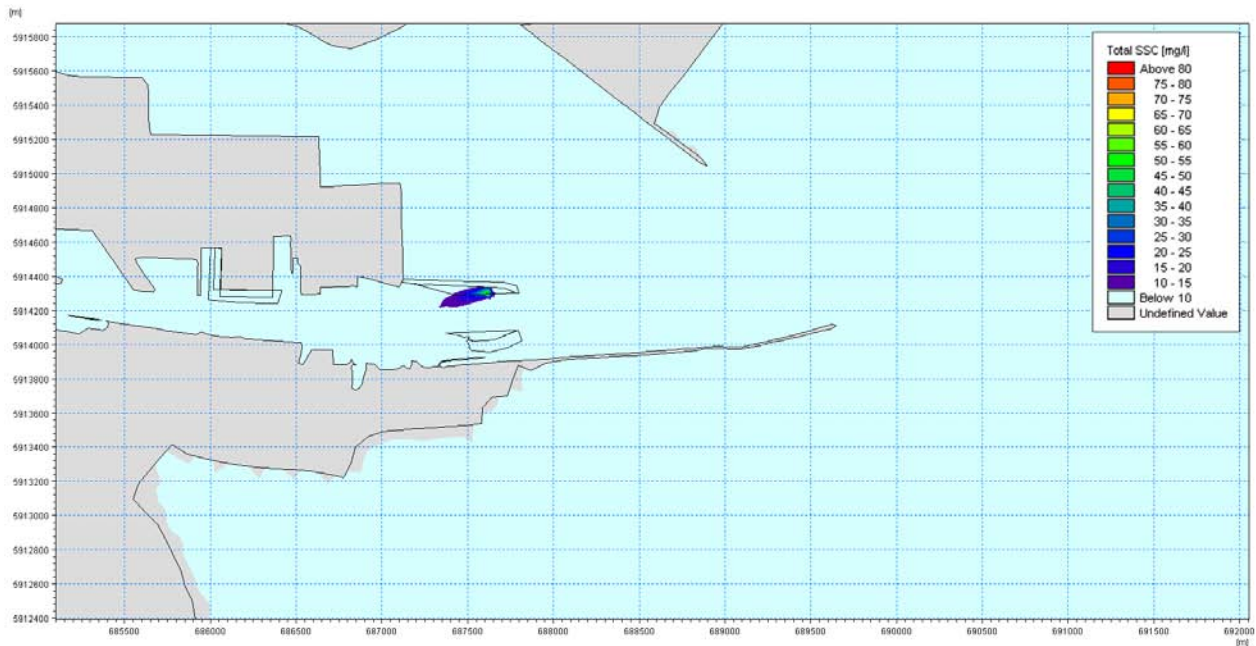 [m]
5915800
5915600
5915400
5915200
5915000
5914800
5914600
5914400
5914200
5914000
5913800
5913600
5913400
5913200
5913000
5912800
5912600
5912400
Total SSC [mg/l]
Above 80
75 - 80
70 - 75
65 - 70
60 - 65
55 - 60
50 - 55
45 - 50
40 - 45
35 - 40
30 - 35
25 - 30
20 - 25
15 - 20
10 - 15
Below 10
Undefined Value
685500 686000 686500 687000 687500 688000 688500 689000 689500 690000 690500 691000 691500 692000
[m]